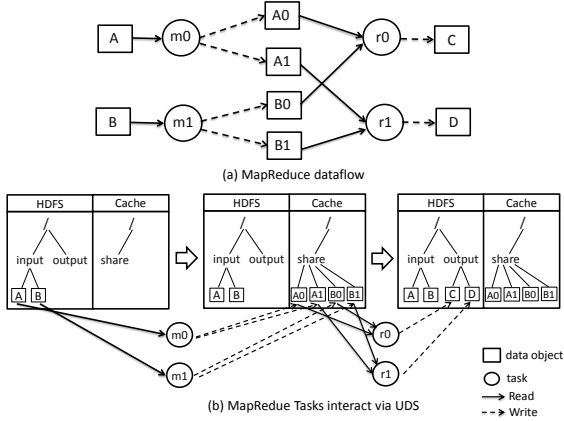 A
m0
A0
A1
r0
C
B
m1
B0
B1
r1
D
(a) MapReduce dataflow
HDFS Cache
/ /
input output share
A B
HDFS Cache
/ /
input output share
A B A0 A1 B0 B1
HDFS Cache
/ /
input output share
A B C D A0 A1 B0 B1
m0
r0
m1
r1
data object
task
Read
Write
(b) MapRedue Tasks interact via UDS